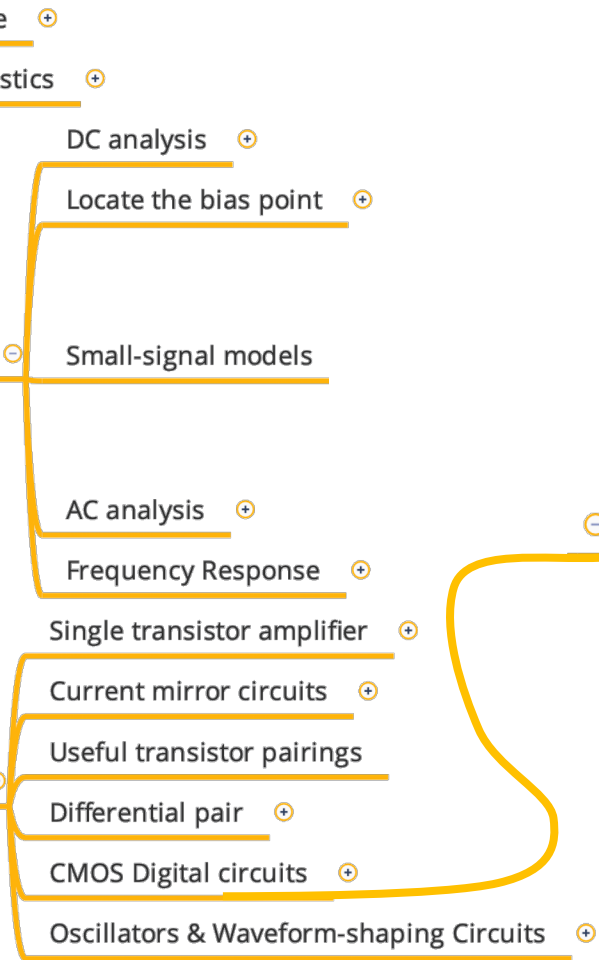 e
stics
DC analysis
Locate the bias point
Small-signal models
AC analysis
Frequency Response
Single transistor amplifier
Current mirror circuits
Useful transistor pairings
Differential pair
CMOS Digital circuits
Oscillators & Waveform-shaping Circuits